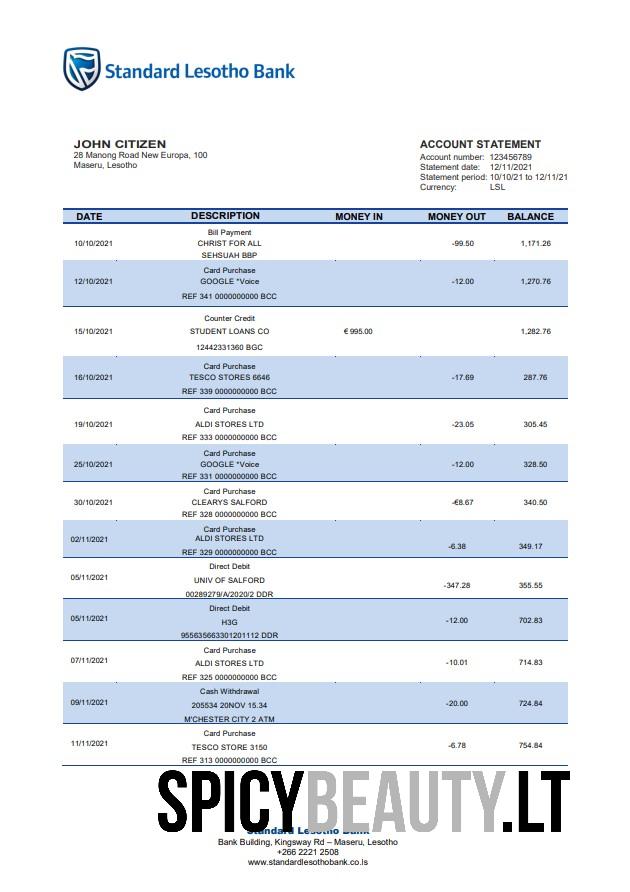 Standard Lesotho Bank
JOHN CITIZEN
28 Manong Road New Europa, 100
Maseru, Lesotho
ACCOUNT STATEMENT
Account number: 123456789
Statement date: 12/11/2021
Statement period: 10/10/21 to 12/11/21
Currency: LSL
DATE DESCRIPTION MONEY IN MONEY OUT BALANCE
Bill Payment
10/10/2021 CHRIST FOR ALL -99.50 1,171.26
SEHSUAH BBP
Card Purchase
12/10/2021 GOOGLE *Voice -12.00 1,270.76
REF 341 0000000000 BCC
Counter Credit
15/10/2021 STUDENT LOANS CO € 995.00 1,282.76
12442331360 BGC
Card Purchase
16/10/2021 TESCO STORES 6646 -17.69 287.76
REF 339 0000000000 BCC
Card Purchase
19/10/2021 ALDI STORES LTD -23.05 305.45
REF 333 0000000000 BCC
Card Purchase
25/10/2021 GOOGLE *Voice -12.00 328.50
REF 331 0000000000 BCC
Card Purchase
30/10/2021 CLEARYS SALFORD -€8.67 340.50
REF 328 0000000000 BCC
Card Purchase
02/11/2021 ALDI STORES LTD -6.38 349.17
REF 329 0000000000 BCC
Direct Debit
05/11/2021 UNIV OF SALFORD -347.28 355.55
00289279/A/2020/2 DDR
Direct Debit
05/11/2021 H3G -12.00 702.83
955635663301201112 DDR
Card Purchase
07/11/2021 ALDI STORES LTD -10.01 714.83
REF 325 0000000000 BCC
Cash Withdrawal
09/11/2021 205534 20NOV 15.34 -20.00 724.84
M'CHESTER CITY 2 ATM
Card Purchase
11/11/2021 TESCO STORE 3150 -6.78 754.84
REF 313 0000000000 BCC
SPICYBEAUTY.LT
Standard Lesotho Bank
Bank Building, Kingsway Rd – Maseru, Lesotho
+266 2221 2508
www.standardlesothobank.co.ls